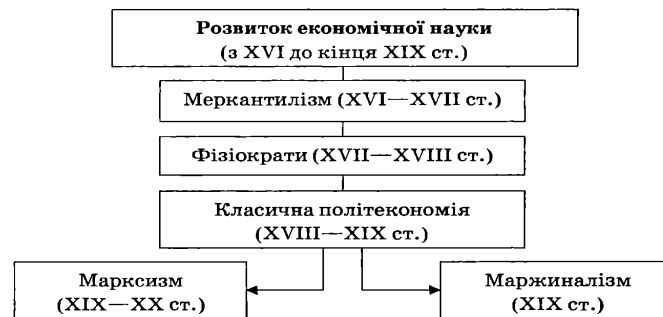 Розвиток економічної науки
(з XVI до кінця XIX ст.)
Меркантилізм (XVI—XVII ст.)
Фізіократи (XVII—XVIII ст.)
Класична політекономія
(XVIII—XIX ст.)
Марксизм
(XIX—XX ст.)
Маржиналізм
(XIX ст.)